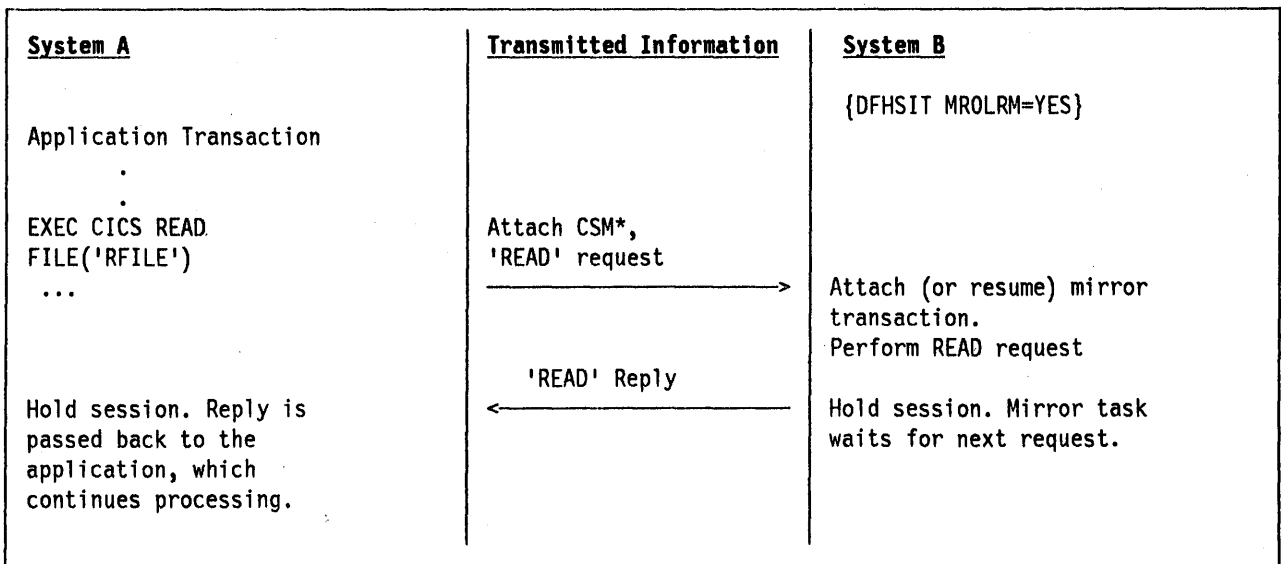 System A
Application Transaction
.
.
EXEC CICS READ
FILE('RFILE')
...
Hold session. Reply is
passed back to the
application, which
continues processing.
Transmitted Information
Attach CSM*,
'READ' request
'READ' Reply
System B
{DFHSIT MROLRM=YES}
Attach (or resume) mirror
transaction.
Perform READ request
Hold session. Mirror task
waits for next request.